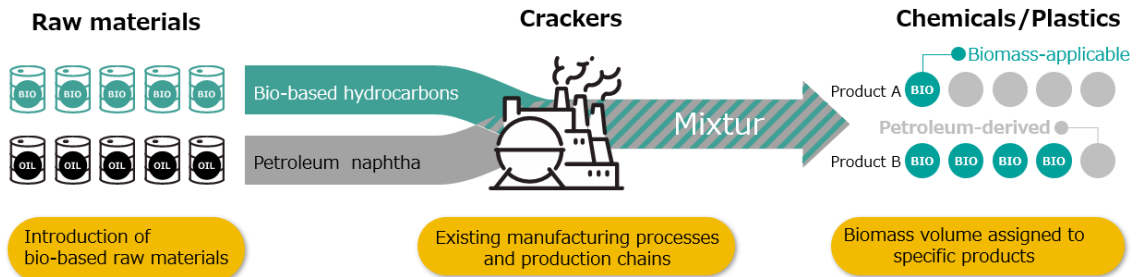 Raw materials
Crackers
Chemicals/Plastics
BIO BIO BIO BIO BIO
OIL OIL OIL OIL OIL
Bio-based hydrocarbons
Petroleum naphtha
Mixtur
Biomass-applicable
Product A BIO
Petroleum-derived
Product B BIO BIO BIO BIO
Introduction of
bio-based raw materials
Existing manufacturing processes
and production chains
Biomass volume assigned to
specific products